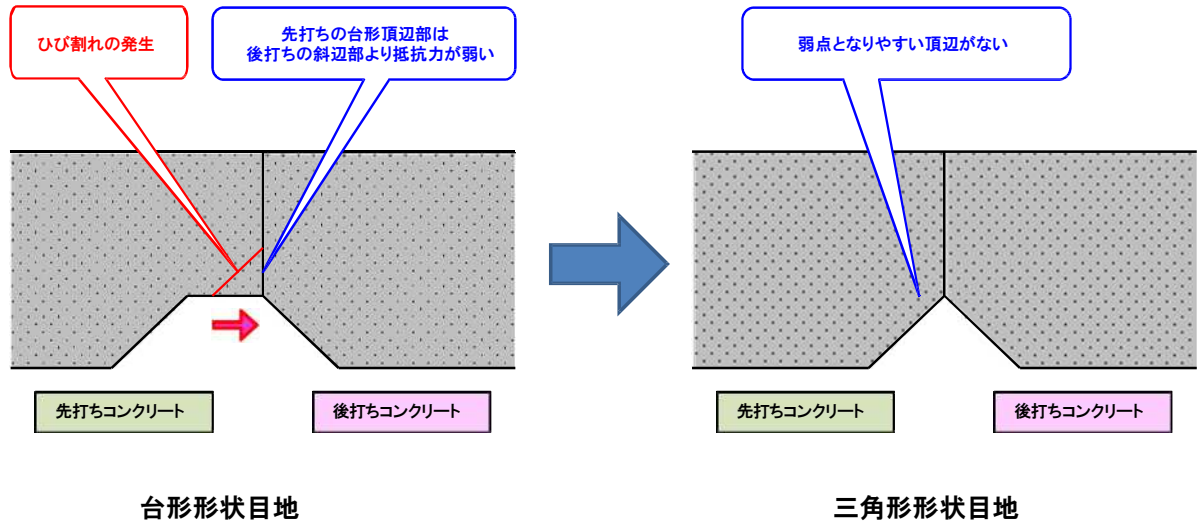 ひび割れの発生
先打ちの台形頂辺部は
後打ちの斜辺部より抵抗力が弱い
弱点となりやすい頂辺がない
先打ちコンクリート
後打ちコンクリート
先打ちコンクリート
後打ちコンクリート
台形形状目地
三角形形状目地